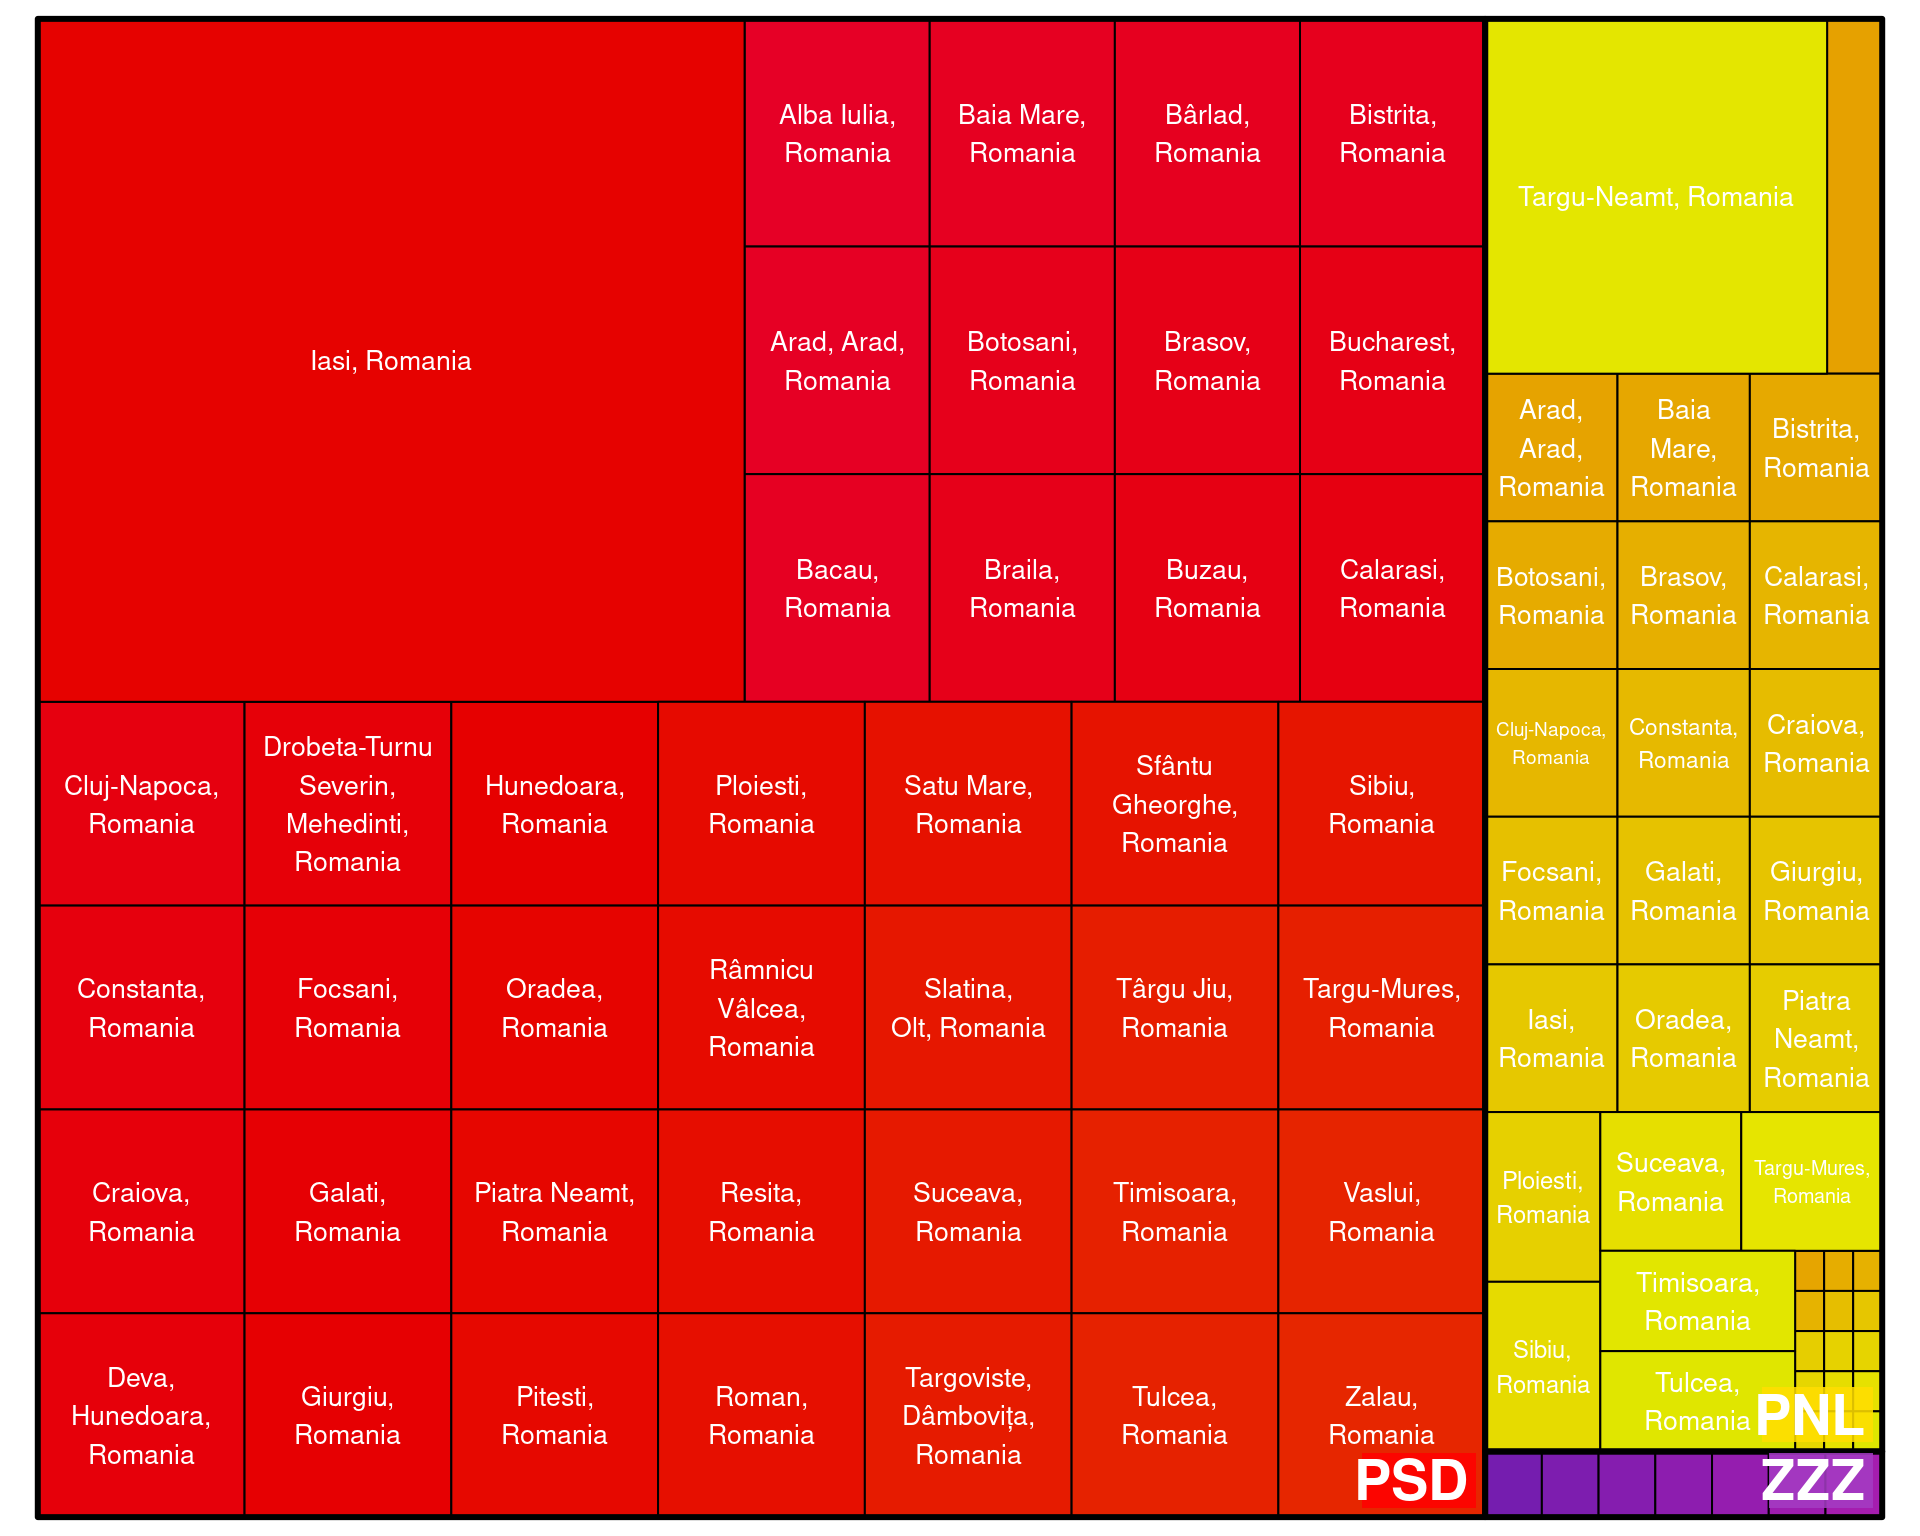 Iasi, Romania
Alba Iulia,
Romania
Baia Mare,
Romania
Bârlad,
Romania
Bistrita,
Romania
Arad, Arad,
Romania
Botosani,
Romania
Brasov,
Romania
Bucharest,
Romania
Bacau,
Romania
Braila,
Romania
Buzau,
Romania
Calarasi,
Romania
Cluj-Napoca,
Romania
Drobeta-Turnu
Severin,
Mehedinti,
Romania
Hunedoara,
Romania
Ploiesti,
Romania
Satu Mare,
Romania
Sfântu
Gheorghe,
Romania
Sibiu,
Romania
Constanta,
Romania
Focsani,
Romania
Oradea,
Romania
Râmnicu
Vâlcea,
Romania
Slatina,
Olt, Romania
Târgu Jiu,
Romania
Targu-Mures,
Romania
Craiova,
Romania
Galati,
Romania
Piatra Neamt,
Romania
Resita,
Romania
Suceava,
Romania
Timisoara,
Romania
Vaslui,
Romania
Deva,
Hunedoara,
Romania
Giurgiu,
Romania
Pitesti,
Romania
Roman,
Romania
Targoviste,
Dâmbovița,
Romania
Tulcea,
Romania
Zalau,
Romania
PSD
Targu-Neamt, Romania
Arad,
Arad,
Romania
Baia
Mare,
Romania
Bistrita,
Romania
Botosani,
Romania
Brasov,
Romania
Calarasi,
Romania
Cluj-Napoca,
Romania
Constanta,
Romania
Craiova,
Romania
Focsani,
Romania
Galati,
Romania
Giurgiu,
Romania
Iasi,
Romania
Oradea,
Romania
Piatra
Neamt,
Romania
Ploiesti,
Romania
Suceava,
Romania
Targu-Mures,
Romania
Sibiu,
Romania
Timisoara,
Romania
Tulcea,
Romania
PNL
ZZZ